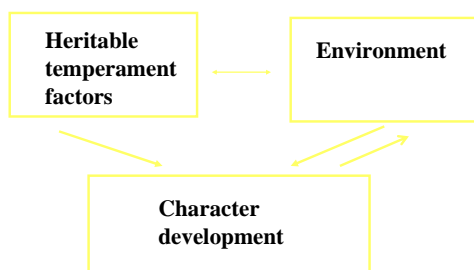 Heritable
temperament
factors
Environment
Character
development